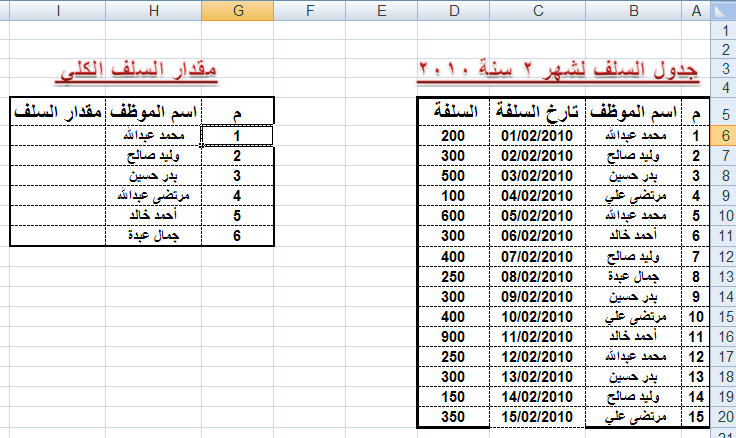 A B C D E F G H I
1
2
3 جدول السلف لشهر ٢ سنة ٢٠١٠ مقدار السلف الكلي
4
5 م اسم الموظف تارخ السلفة السلفة م اسم الموظف مقدار السلف
6 1 محمد عبدالله 01/02/2010 200 1 محمد عبدالله
7 2 وليد صالح 02/02/2010 300 2 وليد صالح
8 3 بدر حسين 03/02/2010 500 3 بدر حسين
9 4 مرتضي علي 04/02/2010 100 4 مرتضي عبدالله
10 5 محمد عبدالله 05/02/2010 600 5 أحمد خالد
11 6 أحمد خالد 06/02/2010 300 6 جمال عبدة
12 7 وليد صالح 07/02/2010 400
13 8 جمال عبدة 08/02/2010 250
14 9 بدر حسين 09/02/2010 300
15 10 مرتضي علي 10/02/2010 400
16 11 أحمد خالد 11/02/2010 900
17 12 محمد عبدالله 12/02/2010 250
18 13 بدر حسين 13/02/2010 300
19 14 وليد صالح 14/02/2010 150
20 15 مرتضي علي 15/02/2010 350